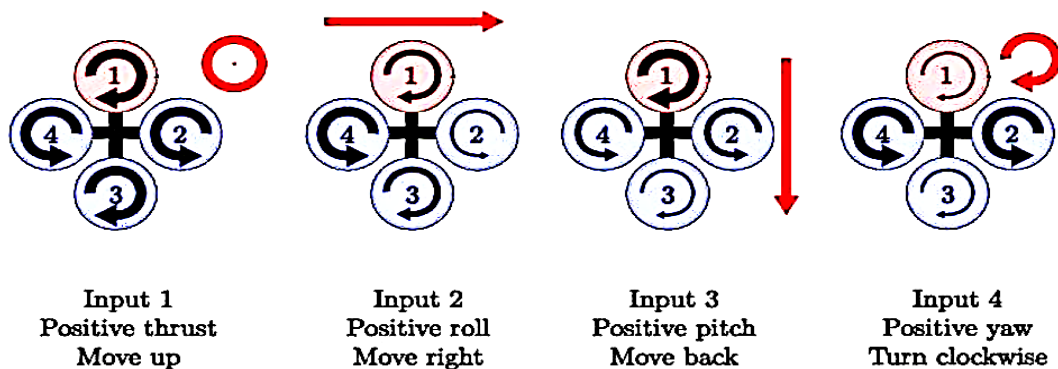 1
4 2
3
1
4 2
3
1
4 2
3
1
4 2
3
Input 1
Positive thrust
Move up
Input 2
Positive roll
Move right
Input 3
Positive pitch
Move back
Input 4
Positive yaw
Turn clockwise